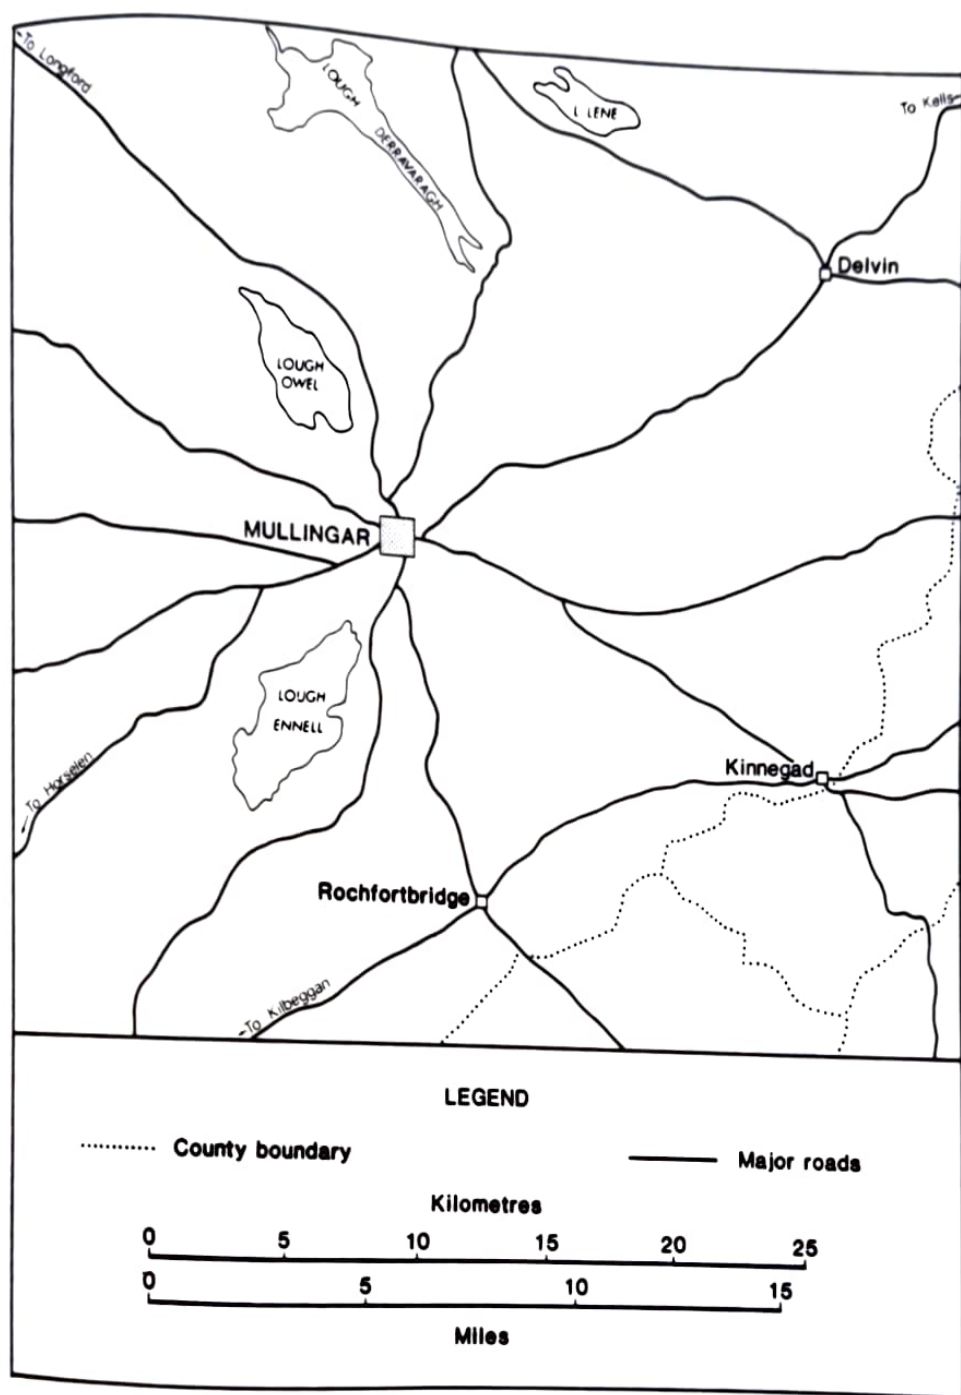 To Longford
LOUGH
DERRAVARAGH
L LENE
To Kells
Delvin
LOUGH
OWEL
MULLINGAR
LOUGH
ENNELL
Kinnegad
To Horselen
Rochfortbridge
To Kilbeggan
LEGEND
County boundary
Major roads
Kilometres
0 5 10 15 20 25
0 5 10 15
Miles